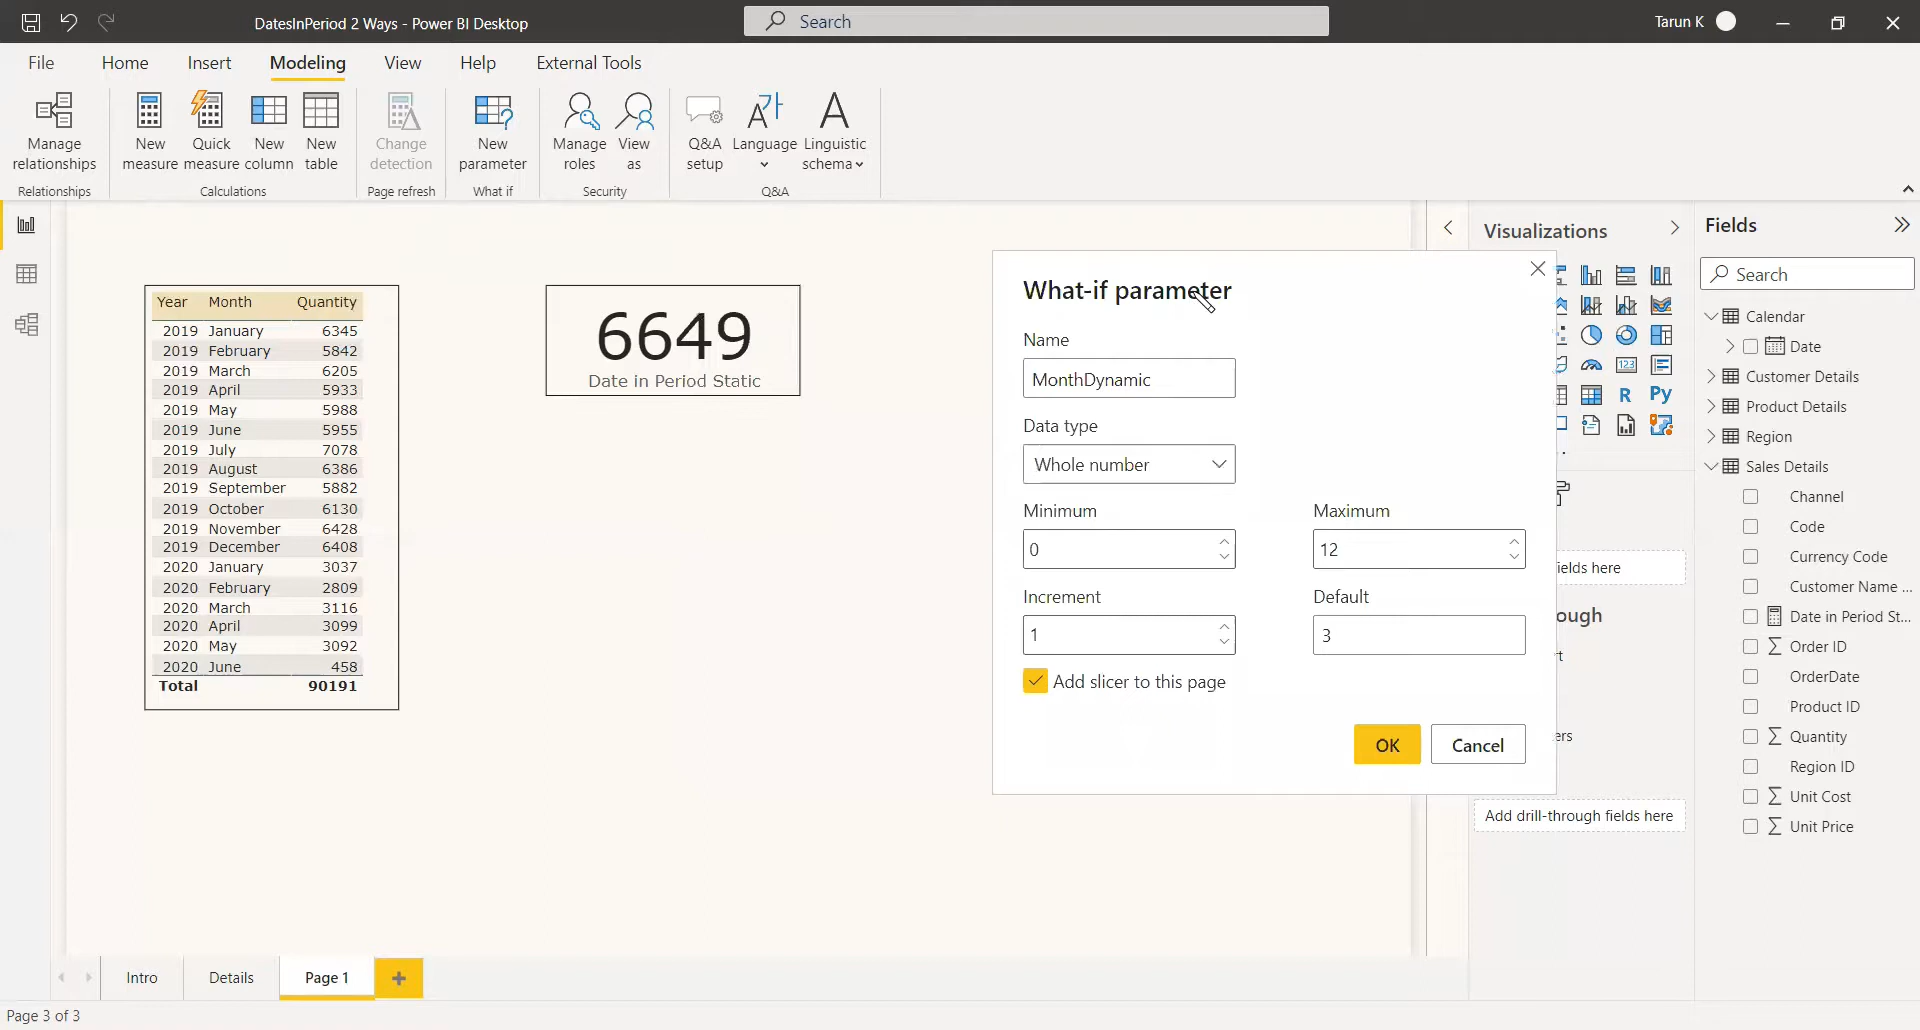 DatesInPeriod 2 Ways - Power BI Desktop
Search
Tarun K
File Home Insert Modeling View Help External Tools
Manage relationships
New measure
Quick measure
New column
New table
Change detection
New parameter
Manage roles
View as
Q&A setup
Language
Linguistic schema
Relationships
Calculations
Page refresh
What if
Security
Q&A
Year Month Quantity
2019 January 6345
2019 February 5842
2019 March 6205
2019 April 5933
2019 May 5988
2019 June 5955
2019 July 7078
2019 August 6386
2019 September 5882
2019 October 6130
2019 November 6428
2019 December 6408
2020 January 3037
2020 February 2809
2020 March 3116
2020 April 3099
2020 May 3092
2020 June 458
Total 90191
6649
Date in Period Static
What-if parameter
Name
MonthDynamic
Data type
Whole number
Minimum
0
Maximum
12
Increment
1
Default
3
Add slicer to this page
OK
Cancel
Visualizations
123
R Py
ields here
ough
rt
ers
Add drill-through fields here
Fields
Search
Calendar
Date
Customer Details
Product Details
Region
Sales Details
Channel
Code
Currency Code
Customer Name ...
Date in Period St...
Order ID
OrderDate
Product ID
Quantity
Region ID
Unit Cost
Unit Price
Intro
Details
Page 1
Page 3 of 3